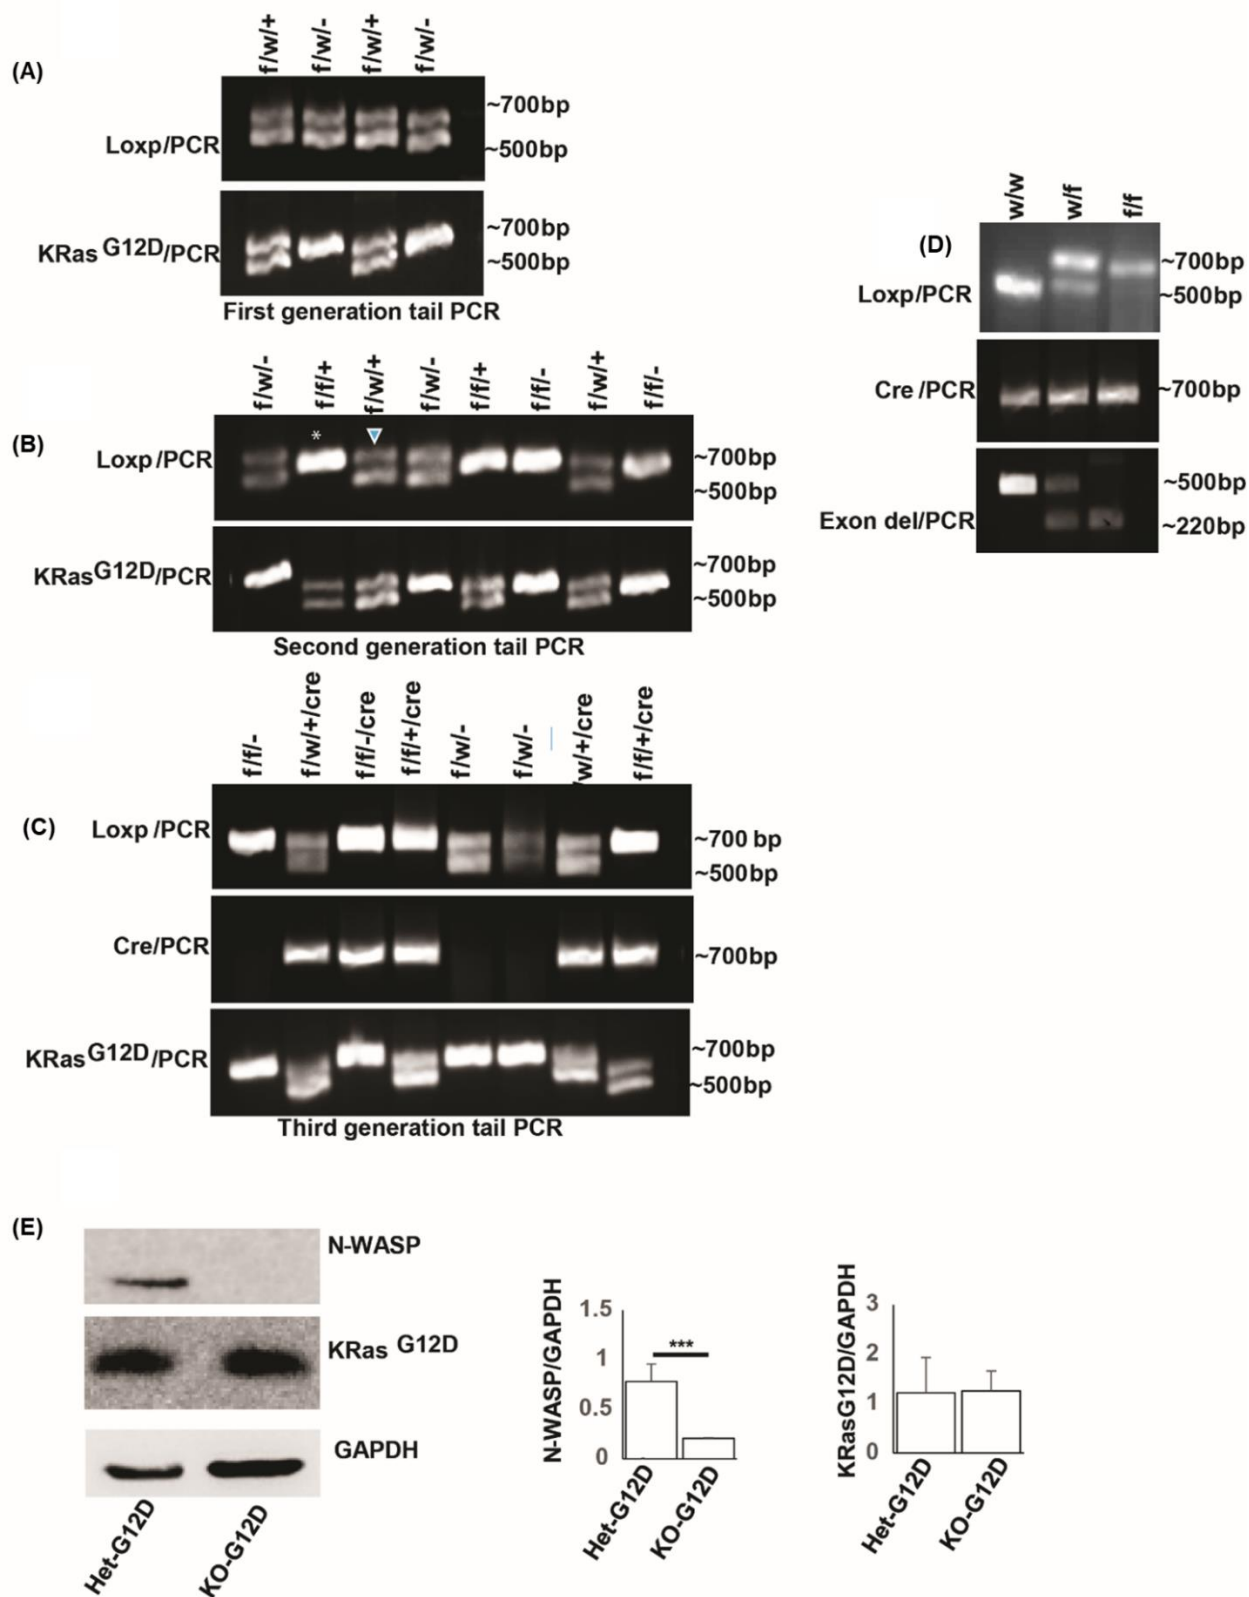 (A)
f/w/+ f/w/- f/w/+ f/w/-
Loxp/PCR
~700bp
~500bp
KRas G12D/PCR
~700bp
~500bp
First generation tail PCR
(B)
f/w/- f/f/+ f/w/+ f/w/- f/f/+ f/f/- f/w/+ f/f/-
*
Loxp/PCR
~700bp
~500bp
KRasG12D/PCR
~700bp
~500bp
Second generation tail PCR
(C)
f/f/- f/w/+/cre f/f/-/cre f/f/+/cre f/w/- f/w/- /w/+/cre f/f/+/cre
Loxp /PCR
~700 bp
~500bp
Cre/PCR
~700bp
KRasG12D/PCR
~700bp
~500bp
Third generation tail PCR
(D)
w/w w/f f/f
Loxp/PCR
~700bp
~500bp
Cre /PCR
~700bp
Exon del/PCR
~500bp
~220bp
(E)
N-WASP
KRas G12D
GAPDH
Het-G12D KO-G12D
N-WASP/GAPDH
1.5
1
0.5
0
***
Het-G12D KO-G12D
KRasG12D/GAPDH
3
2
1
0
Het-G12D KO-G12D